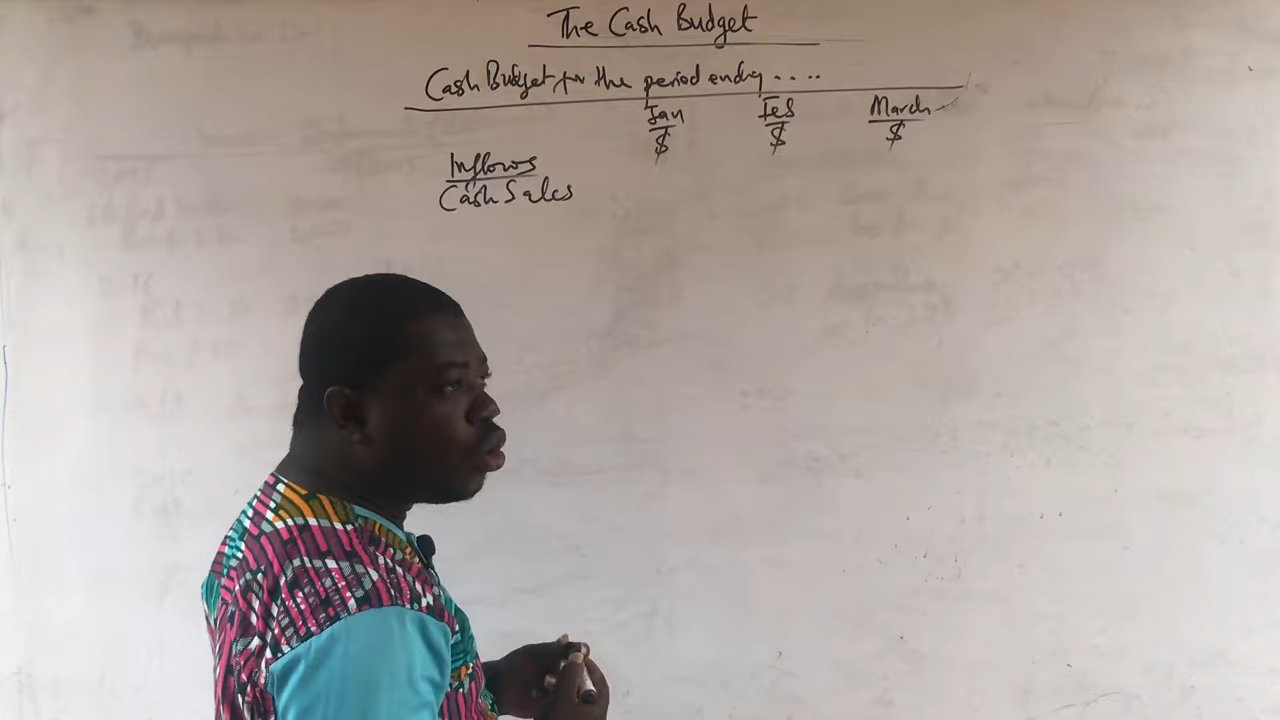 The Cash Budget
Cash Budget for the period ending ....
Jan Feb March
$ $ $
Inflows
Cash Sales